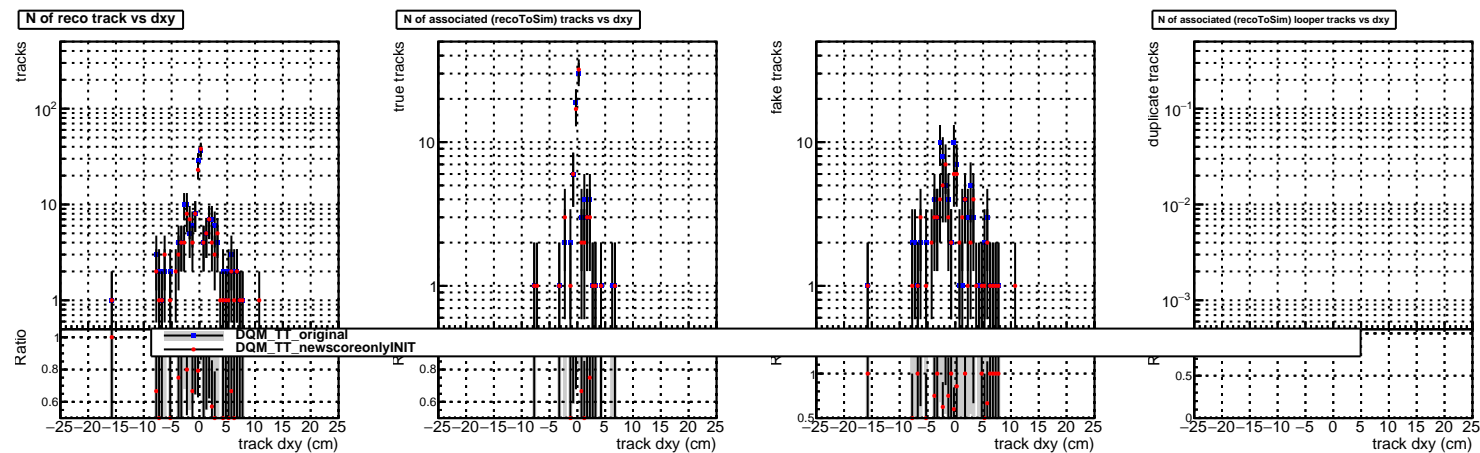 N of reco track vs dxy
tracks
10²
10
1
Ratio
1
0.8
0.6
−25−20−15−10 −5 0 5 10 15 20 25
track dxy (cm)
N of associated (recoToSim) tracks vs dxy
true tracks
10
1
0.8
0.6
−25−20−15−10 −5 0 5 10 15 20 25
track dxy (cm)
fake tracks
10
1
1
0.5
−25−20−15−10 −5 0 5 10 15 20 25
track dxy (cm)
N of associated (recoToSim) looper tracks vs dxy
duplicate tracks
10⁻¹
10⁻²
10⁻³
0.5
0
−25−20−15−10 −5 0 5 10 15 20 25
track dxy (cm)
DQM_TT_original
DQM_TT_newscoreonlyINIT